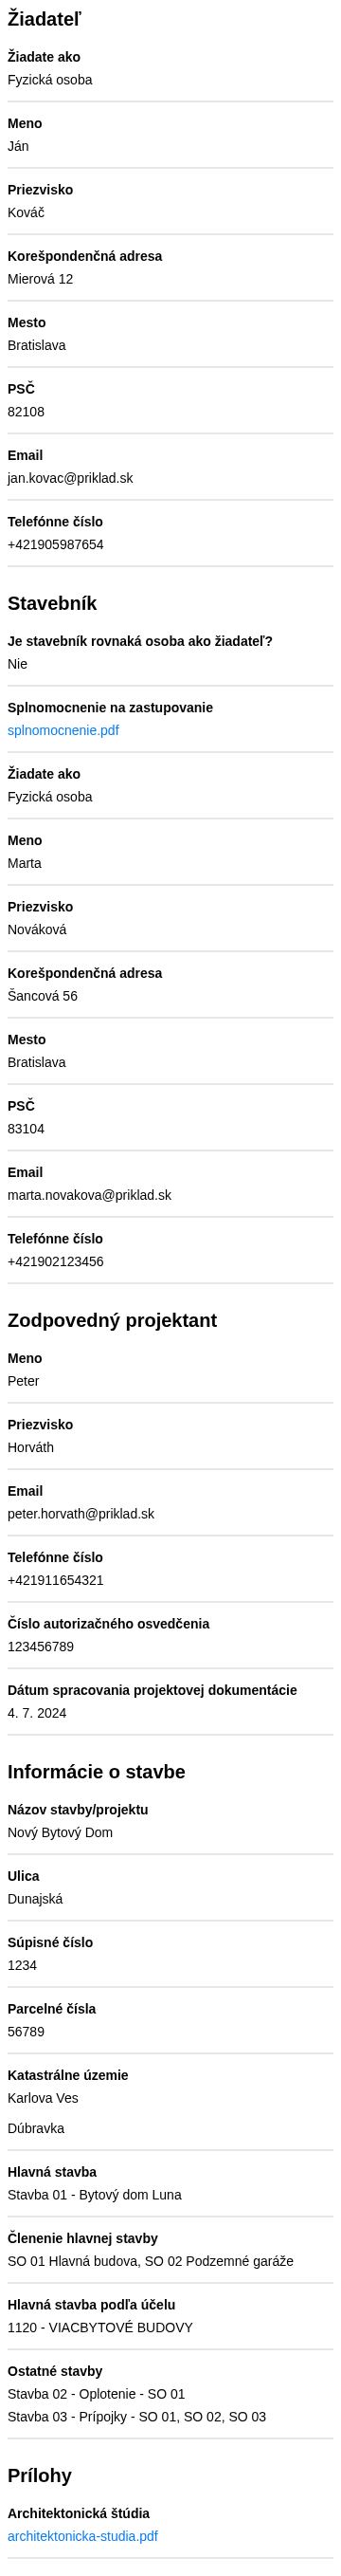 Žiadateľ
Žiadate ako
Fyzická osoba
Meno
Ján
Priezvisko
Kováč
Korešpondenčná adresa
Mierová 12
Mesto
Bratislava
PSČ
82108
Email
jan.kovac@priklad.sk
Telefónne číslo
+421905987654
Stavebník
Je stavebník rovnaká osoba ako žiadateľ?
Nie
Splnomocnenie na zastupovanie
splnomocnenie.pdf
Žiadate ako
Fyzická osoba
Meno
Marta
Priezvisko
Nováková
Korešpondenčná adresa
Šancová 56
Mesto
Bratislava
PSČ
83104
Email
marta.novakova@priklad.sk
Telefónne číslo
+421902123456
Zodpovedný projektant
Meno
Peter
Priezvisko
Horváth
Email
peter.horvath@priklad.sk
Telefónne číslo
+421911654321
Číslo autorizačného osvedčenia
123456789
Dátum spracovania projektovej dokumentácie
4. 7. 2024
Informácie o stavbe
Názov stavby/projektu
Nový Bytový Dom
Ulica
Dunajská
Súpisné číslo
1234
Parcelné čísla
56789
Katastrálne územie
Karlova Ves
Dúbravka
Hlavná stavba
Stavba 01 - Bytový dom Luna
Členenie hlavnej stavby
SO 01 Hlavná budova, SO 02 Podzemné garáže
Hlavná stavba podľa účelu
1120 - VIACBYTOVÉ BUDOVY
Ostatné stavby
Stavba 02 - Oplotenie - SO 01
Stavba 03 - Prípojky - SO 01, SO 02, SO 03
Prílohy
Architektonická štúdia
architektonicka-studia.pdf